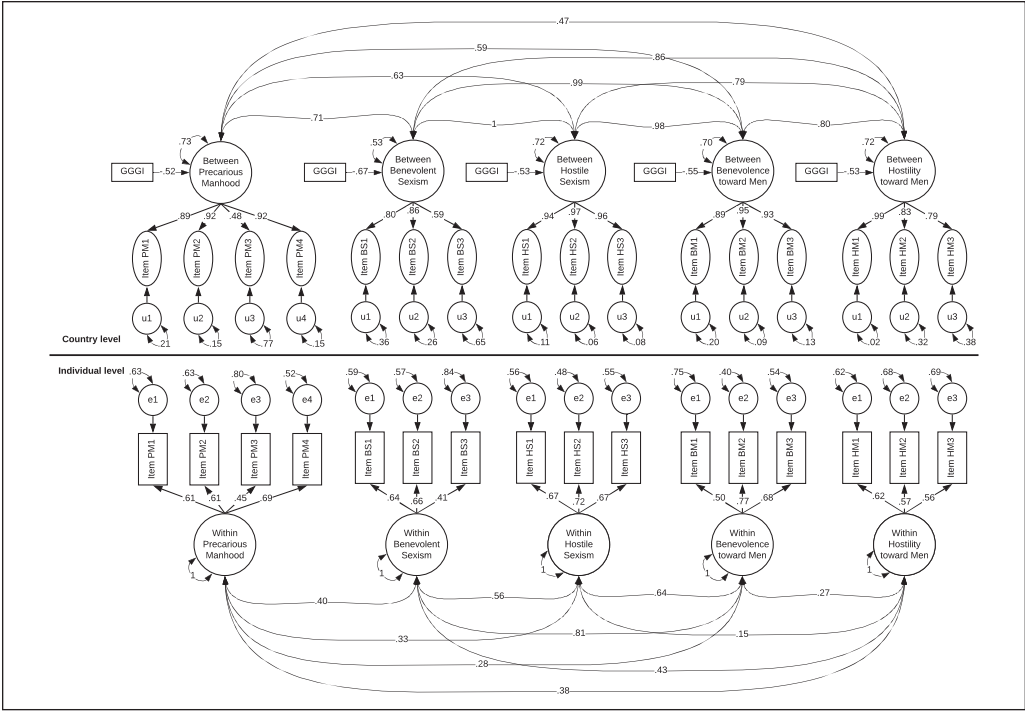 .47
.59
.86
.63
.99
.79
.71
1
.98
.80
.73 .53 .72 .70 .72
GGGI -.52 Between Precarious Manhood
GGGI -.67 Between Benevolent Sexism
GGGI -.53 Between Hostile Sexism
GGGI -.55 Between Benevolence toward Men
GGGI -.53 Between Hostility toward Men
.89 .92 .48 .92 .80 .86 .59 .94 .97 .96 .89 .95 .93 .99 .83 .79
Item PM1 Item PM2 Item PM3 Item PM4 Item BS1 Item BS2 Item BS3 Item HS1 Item HS2 Item HS3 Item BM1 Item BM2 Item BM3 Item HM1 Item HM2 Item HM3
u1 u2 u3 u4 u1 u2 u3 u1 u2 u3 u1 u2 u3 u1 u2 u3
.21 .15 .77 .15 .36 .26 .65 .11 .06 .08 .20 .09 .13 .02 .32 .38
Country level
Individual level
.63 .63 .80 .52 .59 .57 .84 .56 .48 .55 .75 .40 .54 .62 .68 .69
e1 e2 e3 e4 e1 e2 e3 e1 e2 e3 e1 e2 e3 e1 e2 e3
Item PM1 Item PM2 Item PM3 Item PM4 Item BS1 Item BS2 Item BS3 Item HS1 Item HS2 Item HS3 Item BM1 Item BM2 Item BM3 Item HM1 Item HM2 Item HM3
.61 .61 .45 .69 .64 .66 .41 .67 .72 .67 .50 .77 .68 .62 .57 .56
Within Precarious Manhood
Within Benevolent Sexism
Within Hostile Sexism
Within Benevolence toward Men
Within Hostility toward Men
1 1 1 1 1
.40
.56
.64
.27
.33
.81
.15
.28
.43
.38